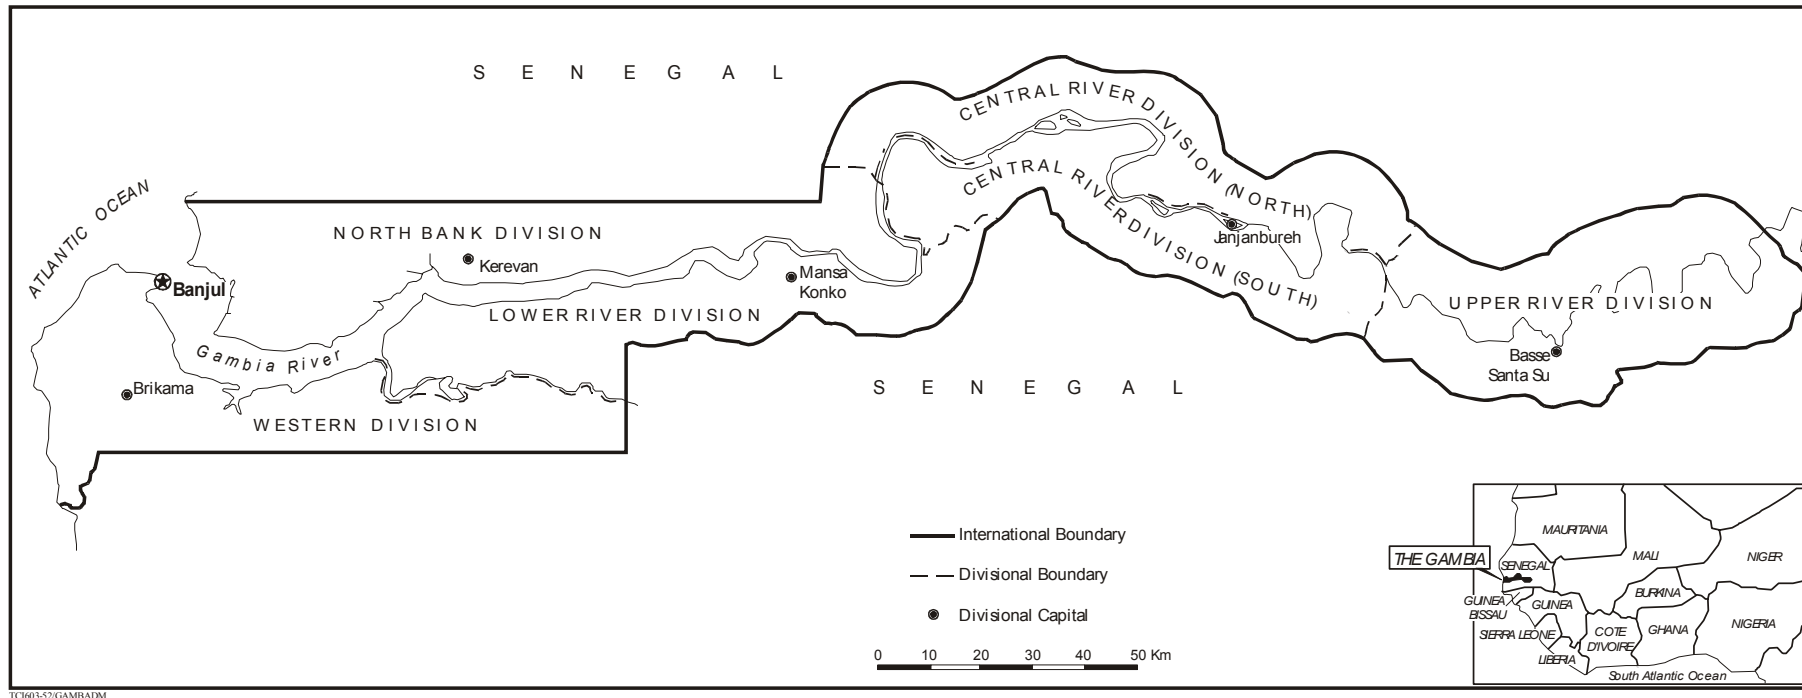 SENEGAL
ATLANTIC OCEAN
CENTRAL RIVER DIVISION (NORTH)
CENTRAL RIVER DIVISION (SOUTH)
NORTH BANK DIVISION
Kerevan
Janjanbureh
Banjul
Mansa
Konko
LOWER RIVER DIVISION
UPPER RIVER DIVISION
Gambia River
Basse
Santa Su
Brikama
SENEGAL
WESTERN DIVISION
International Boundary
Divisional Boundary
Divisional Capital
0 10 20 30 40 50 Km
THE GAMBIA
MAURITANIA
MALI
NIGER
SENEGAL
GUINEA
BISSAU
GUINEA
BURKINA
SIERRA LEONE
COTE
D'IVOIRE
GHANA
NIGERIA
LIBERIA
South Atlantic Ocean
TCI603-52/GAMBADM